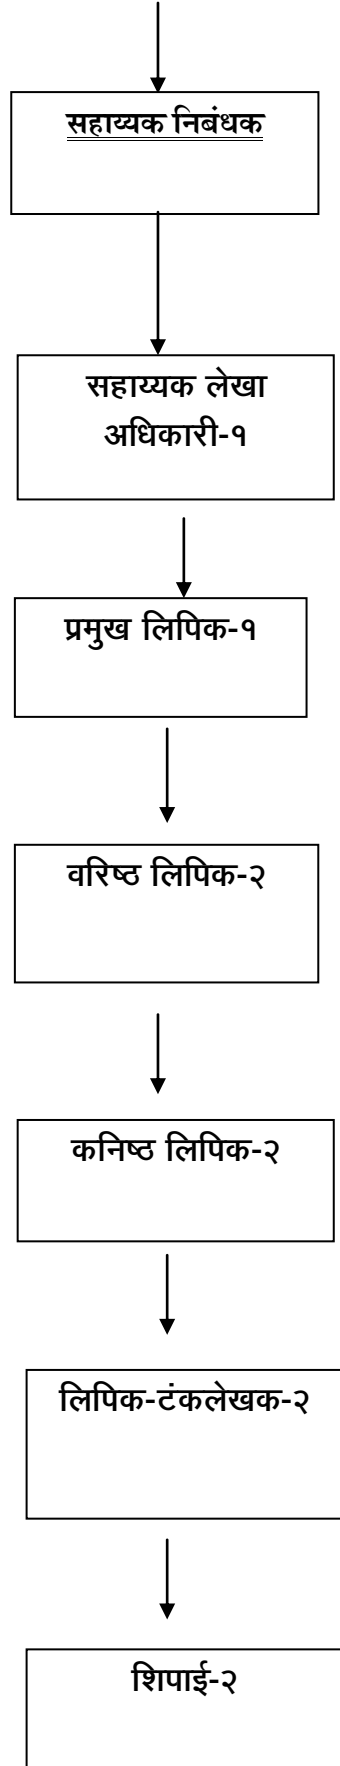 सहाय्यक निबंधक
सहाय्यक लेखा
अधिकारी-१
प्रमुख लिपिक-१
वरिष्ठ लिपिक-२
कनिष्ठ लिपिक-२
लिपिक-टंकलेखक-२
शिपाई-२